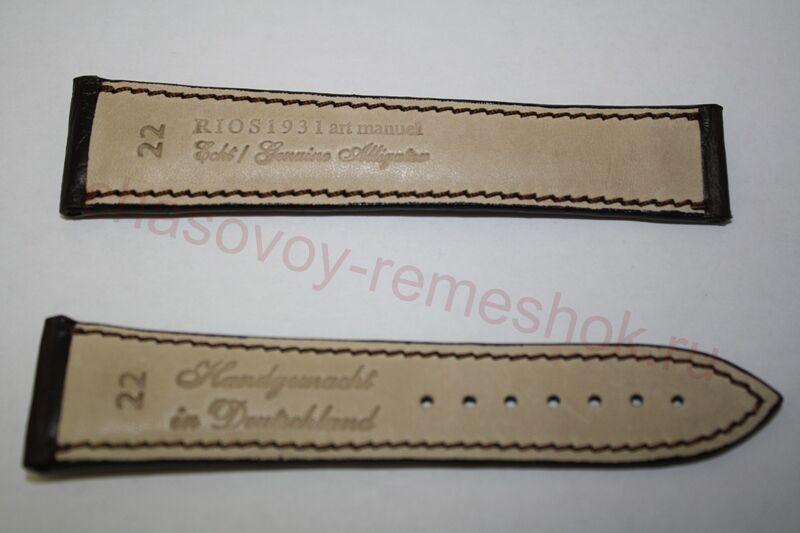 22
RIOS1931 art manuel
Echt / Genuine Alligator
chasovoy-remeshok.ru
22
Handgemacht
in Deutschland